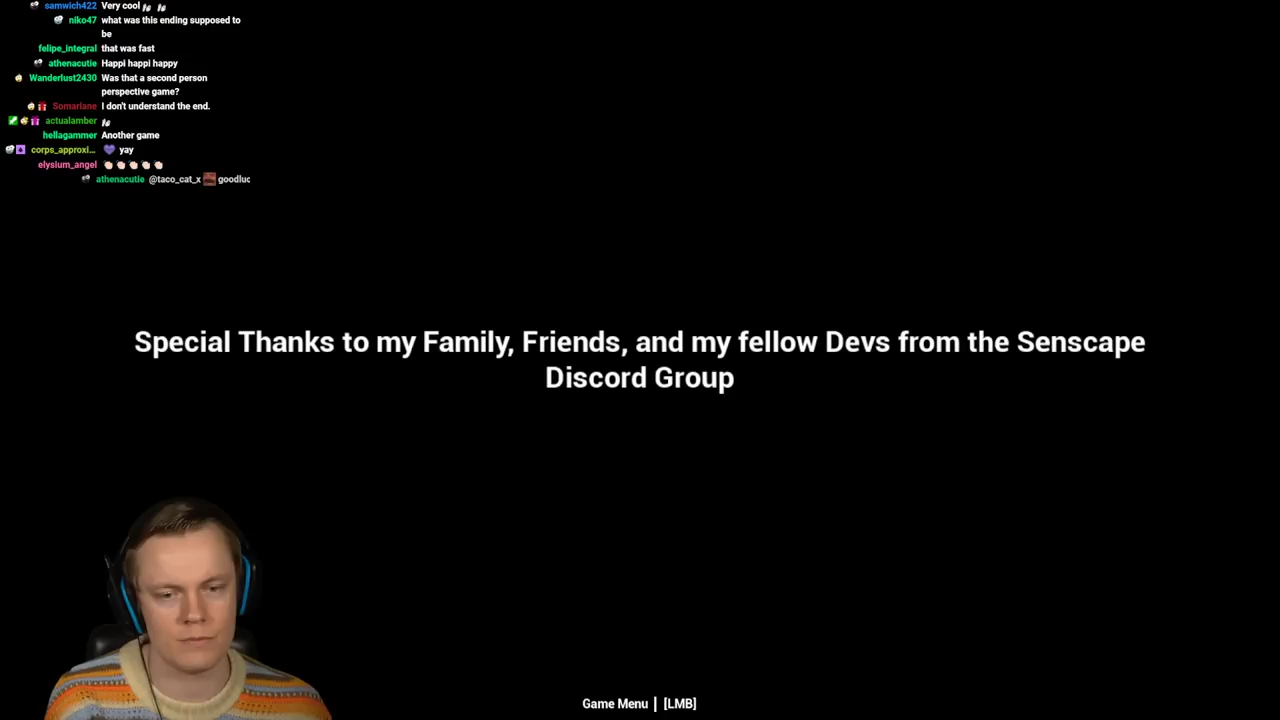 samwich422 Very cool
niko47 what was this ending supposed to
be
felipe_integral that was fast
athenacutie Happi happi happy
Wanderlust2430 Was that a second person
perspective game?
Somarlane I don't understand the end.
actualamber
hellagammer Another game
corps_approxi... yay
elysium_angel
athenacutie @taco_cat_x goodluc
Special Thanks to my Family, Friends, and my fellow Devs from the Senscape
Discord Group
Game Menu | [LMB]